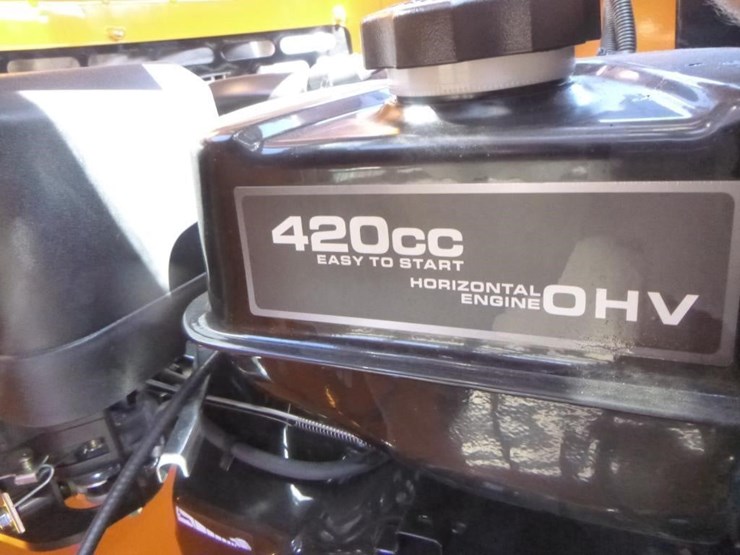 420cc
EASY TO START
HORIZONTAL
ENGINE OHV